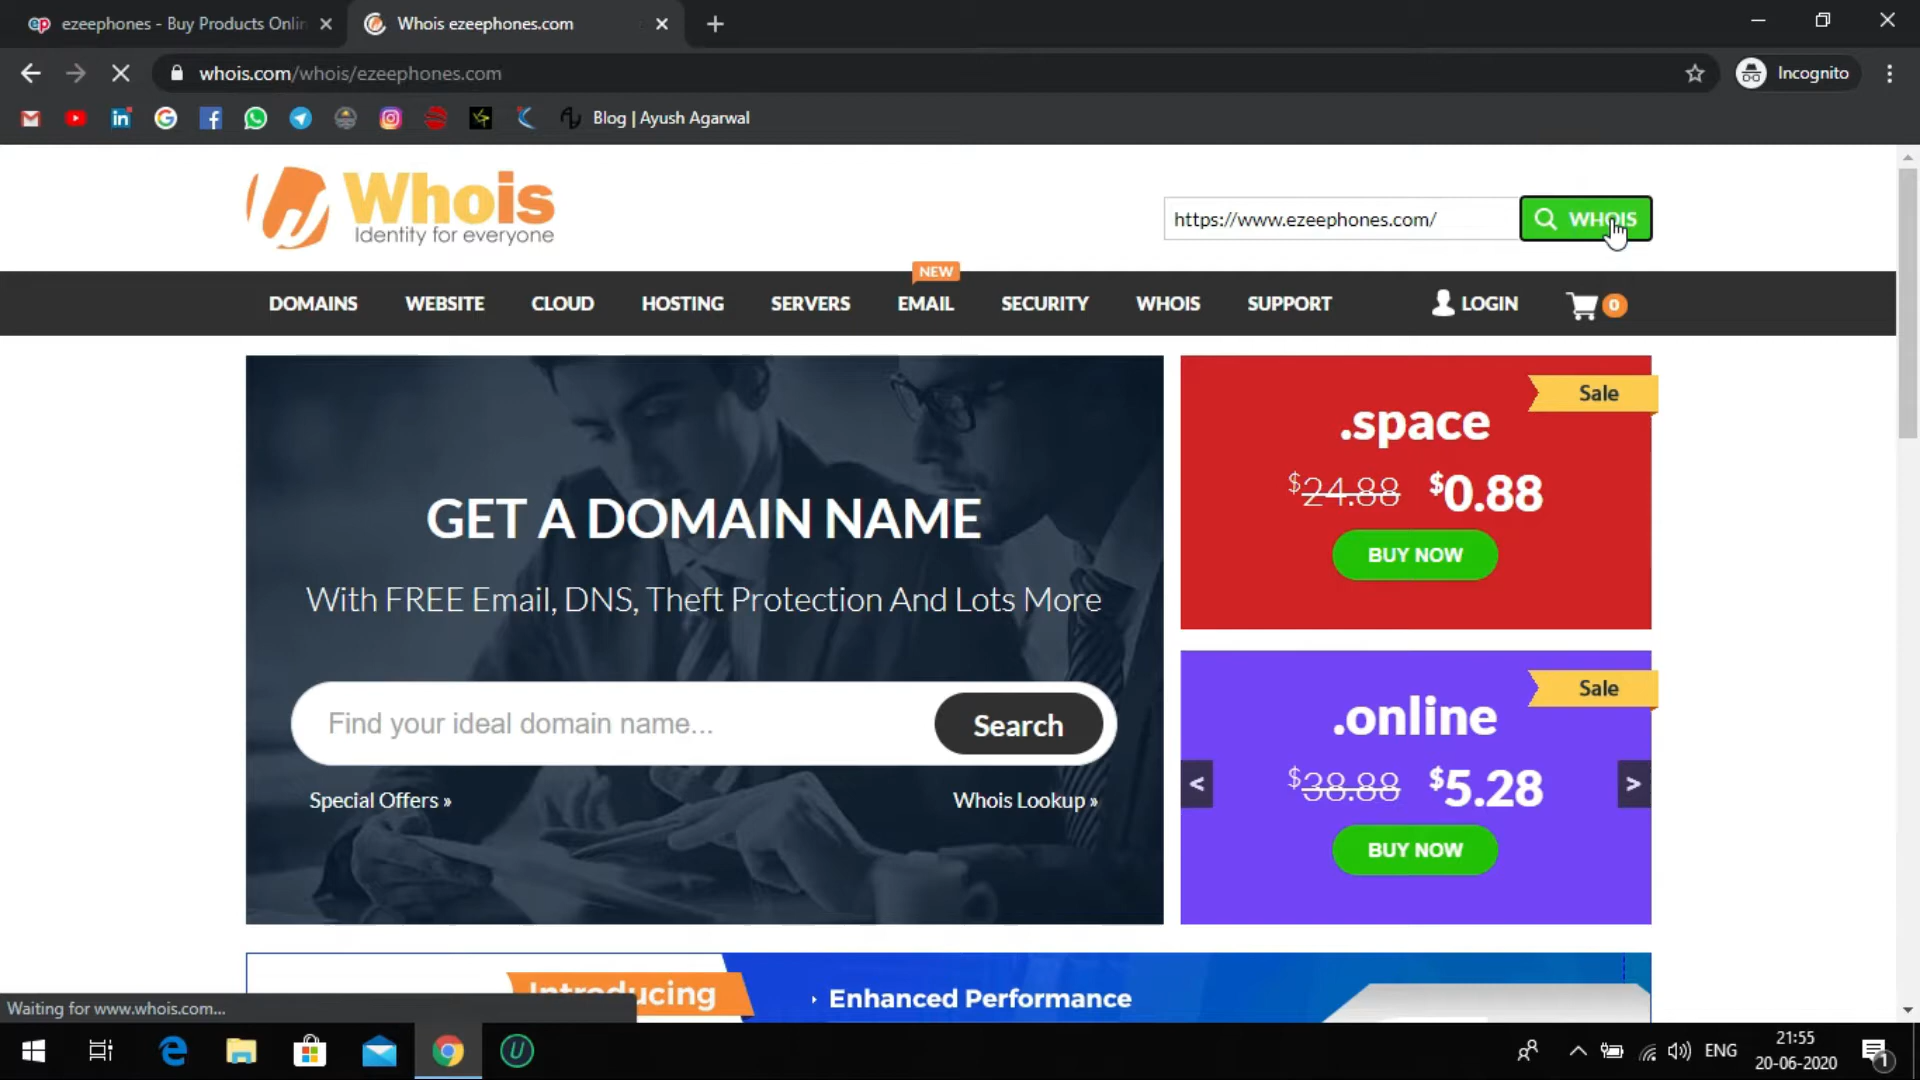 ezeephones - Buy Products Onlin
Whois ezeephones.com
whois.com/whois/ezeephones.com
Incognito
Blog | Ayush Agarwal
Whois
Identity for everyone
https://www.ezeephones.com/
WHOIS
NEW
DOMAINS WEBSITE CLOUD HOSTING SERVERS EMAIL SECURITY WHOIS SUPPORT LOGIN 0
GET A DOMAIN NAME
With FREE Email, DNS, Theft Protection And Lots More
Find your ideal domain name...
Search
Special Offers »
Whois Lookup »
Sale
.space
$24.88 $0.88
BUY NOW
Sale
.online
$38.88 $5.28
<
>
BUY NOW
Introducing
Enhanced Performance
Waiting for www.whois.com...
ENG
21:55
20-06-2020
1